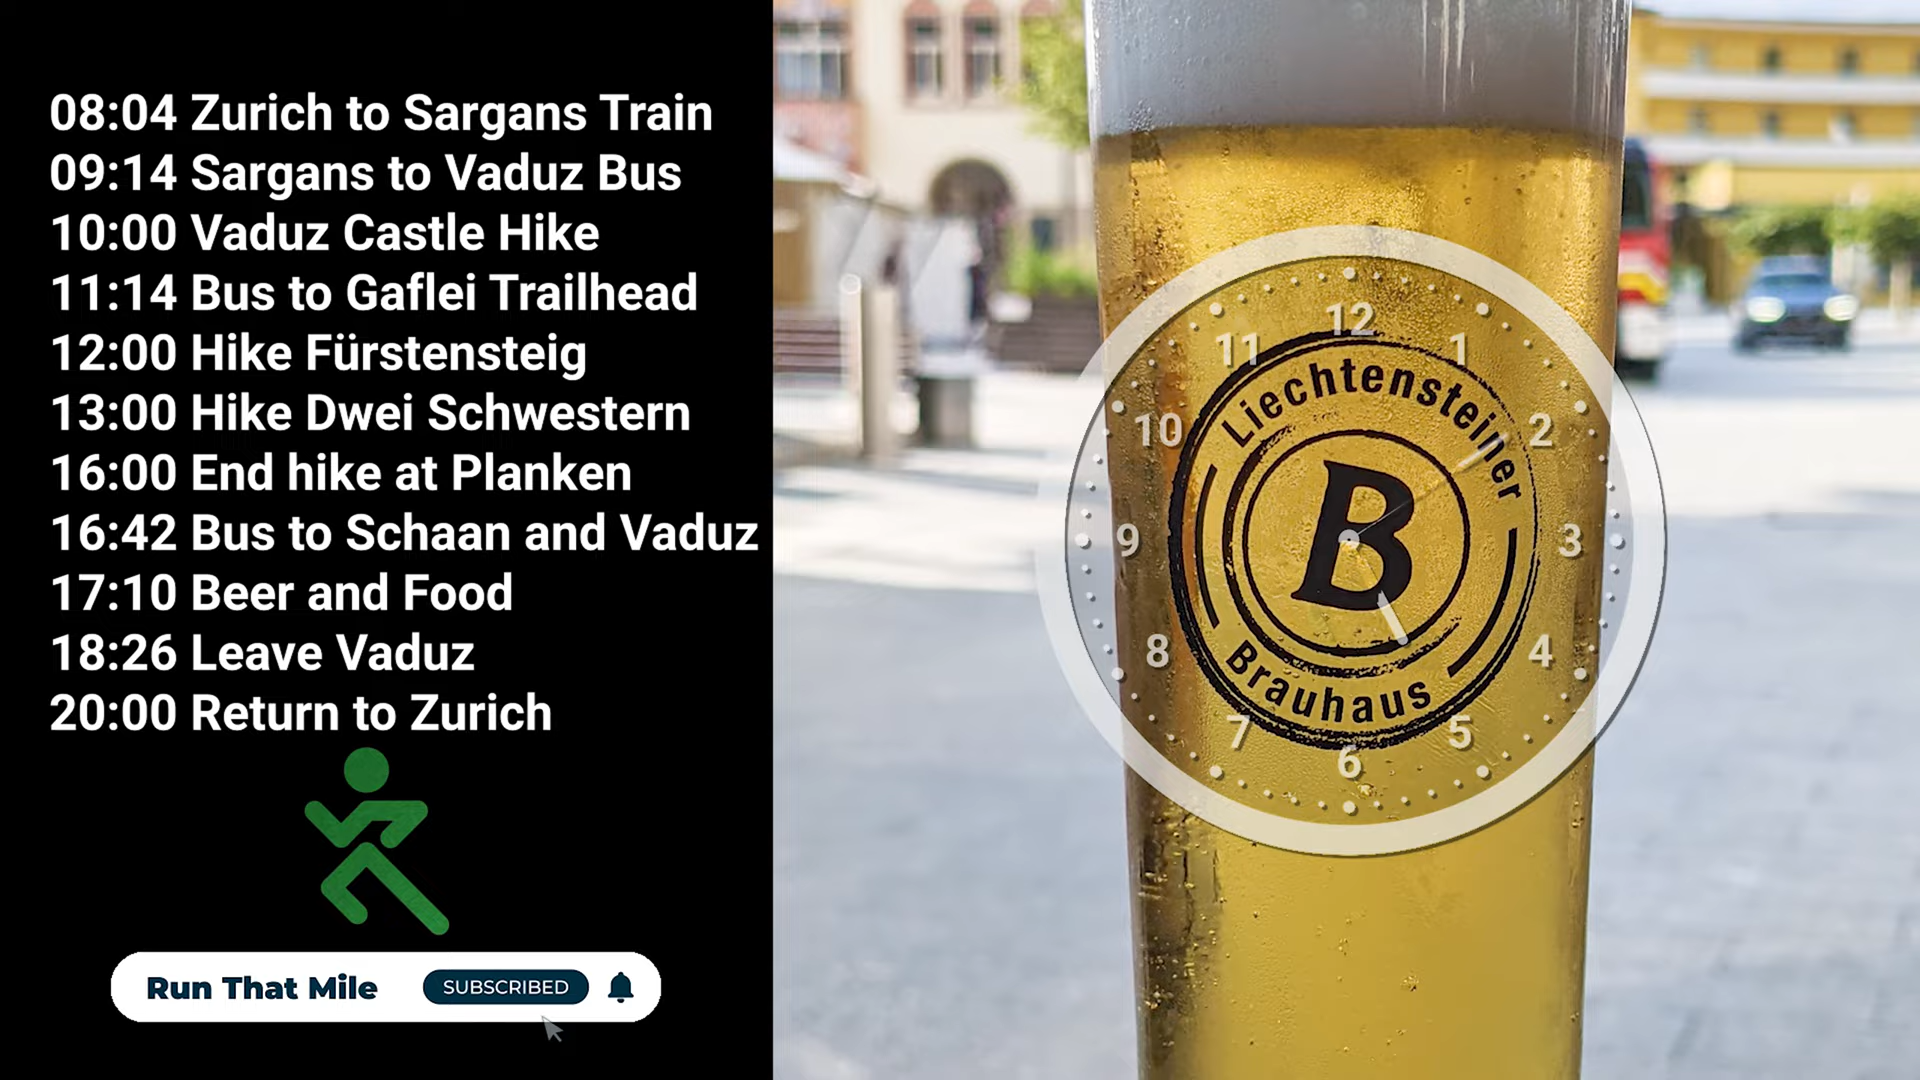 08:04 Zurich to Sargans Train
09:14 Sargans to Vaduz Bus
10:00 Vaduz Castle Hike
11:14 Bus to Gaflei Trailhead
12:00 Hike Fürstensteig
13:00 Hike Dwei Schwestern
16:00 End hike at Planken
16:42 Bus to Schaan and Vaduz
17:10 Beer and Food
18:26 Leave Vaduz
20:00 Return to Zurich
Run That Mile
SUBSCRIBED
12
1
2
3
4
5
6
7
8
9
10
11
Liechtensteiner
B
Brauhaus